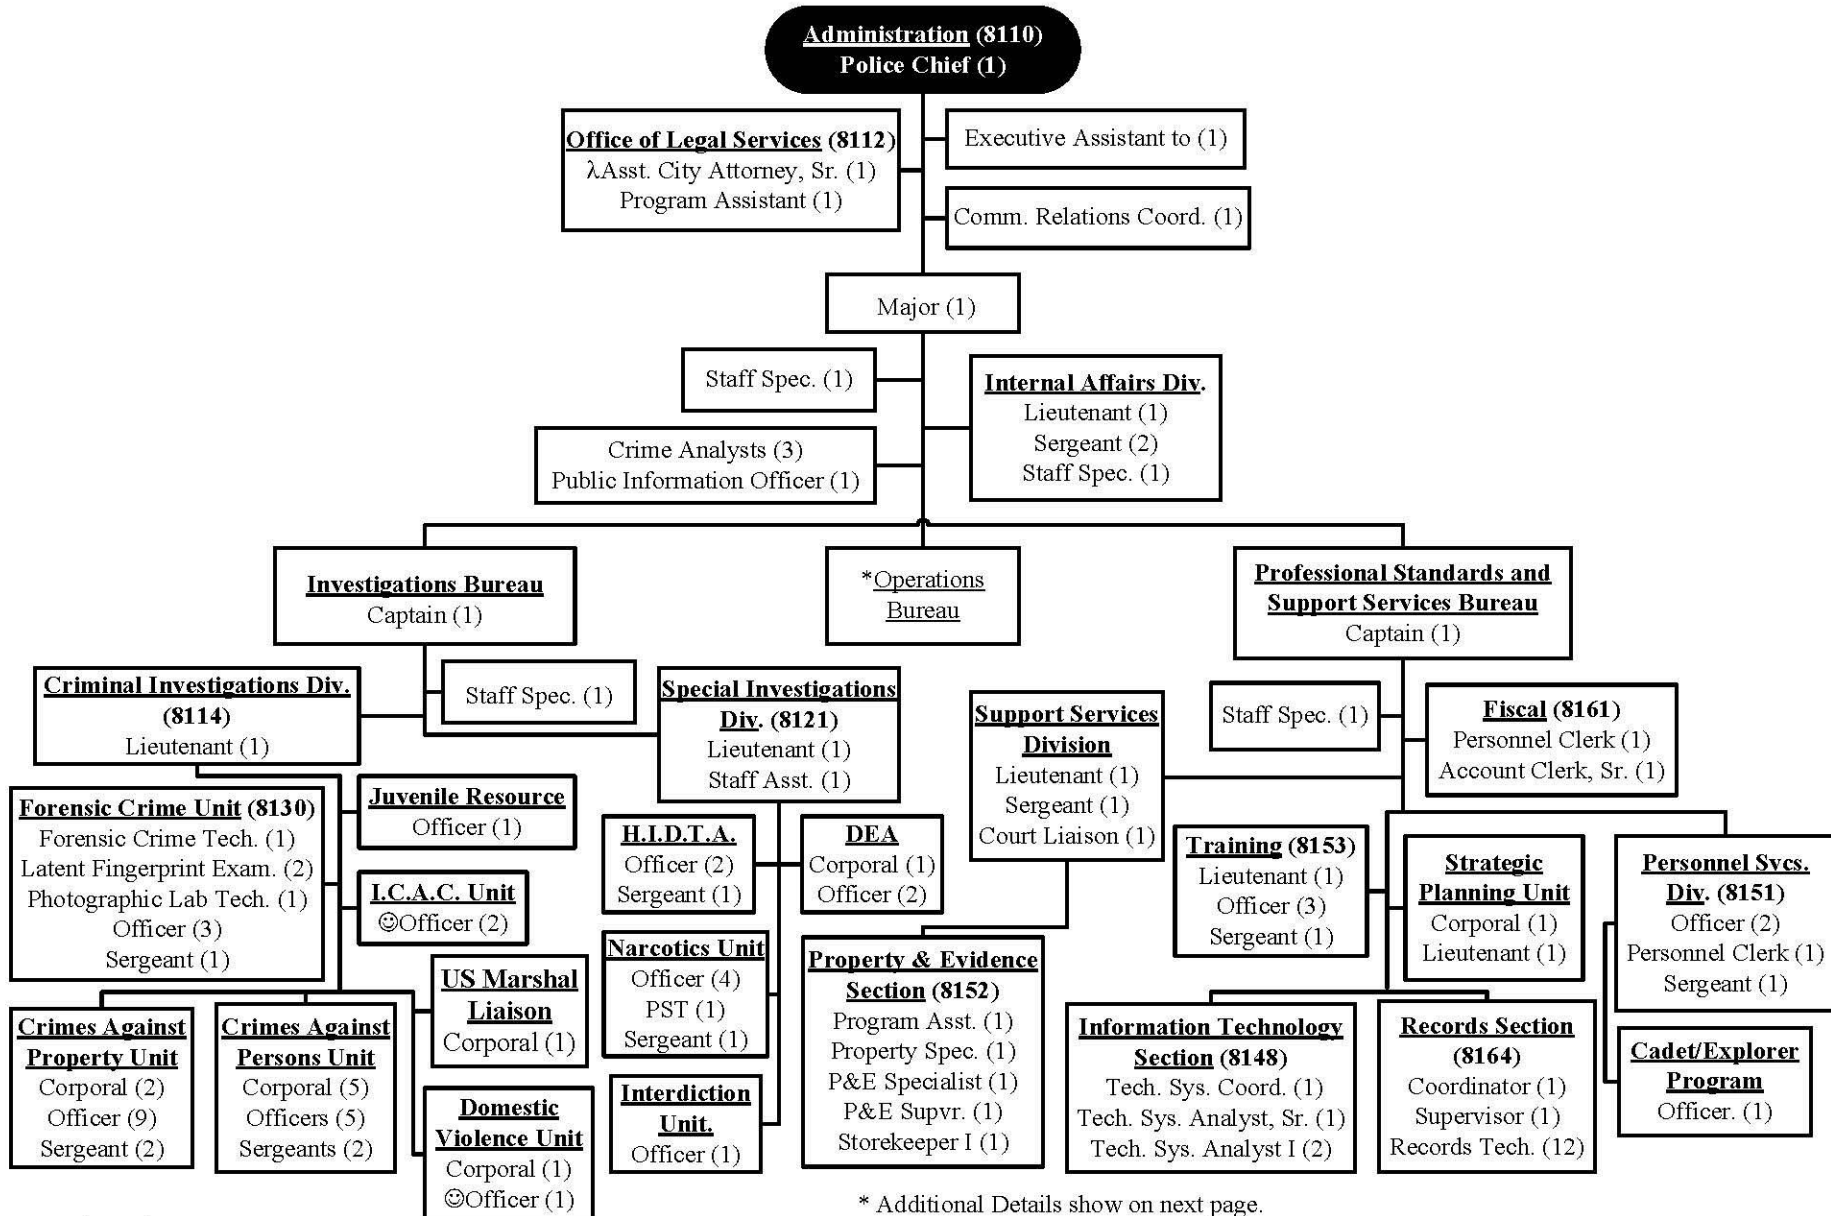 Administration (8110)
Police Chief (1)
Office of Legal Services (8112)
λAsst. City Attorney, Sr. (1)
Program Assistant (1)
Executive Assistant to (1)
Comm. Relations Coord. (1)
Major (1)
Staff Spec. (1)
Internal Affairs Div.
Lieutenant (1)
Sergeant (2)
Staff Spec. (1)
Crime Analysts (3)
Public Information Officer (1)
Investigations Bureau
Captain (1)
*Operations
Bureau
Professional Standards and
Support Services Bureau
Captain (1)
Criminal Investigations Div.
(8114)
Lieutenant (1)
Staff Spec. (1)
Special Investigations
Div. (8121)
Lieutenant (1)
Staff Asst. (1)
Support Services
Division
Lieutenant (1)
Sergeant (1)
Court Liaison (1)
Staff Spec. (1)
Fiscal (8161)
Personnel Clerk (1)
Account Clerk, Sr. (1)
Forensic Crime Unit (8130)
Forensic Crime Tech. (1)
Latent Fingerprint Exam. (2)
Photographic Lab Tech. (1)
Officer (3)
Sergeant (1)
Juvenile Resource
Officer (1)
I.C.A.C. Unit
☺Officer (2)
H.I.D.T.A.
Officer (2)
Sergeant (1)
DEA
Corporal (1)
Officer (2)
Training (8153)
Lieutenant (1)
Officer (3)
Sergeant (1)
Strategic
Planning Unit
Corporal (1)
Lieutenant (1)
Personnel Svcs.
Div. (8151)
Officer (2)
Personnel Clerk (1)
Sergeant (1)
US Marshal
Liaison
Corporal (1)
Narcotics Unit
Officer (4)
PST (1)
Sergeant (1)
Property & Evidence
Section (8152)
Program Asst. (1)
Property Spec. (1)
P&E Specialist (1)
P&E Supvr. (1)
Storekeeper I (1)
Crimes Against
Property Unit
Corporal (2)
Officer (9)
Sergeant (2)
Crimes Against
Persons Unit
Corporal (5)
Officers (5)
Sergeants (2)
Domestic
Violence Unit
Corporal (1)
☺Officer (1)
Interdiction
Unit.
Officer (1)
Information Technology
Section (8148)
Tech. Sys. Coord. (1)
Tech. Sys. Analyst, Sr. (1)
Tech. Sys. Analyst I (2)
Records Section
(8164)
Coordinator (1)
Supervisor (1)
Records Tech. (12)
Cadet/Explorer
Program
Officer. (1)
* Additional Details show on next page.